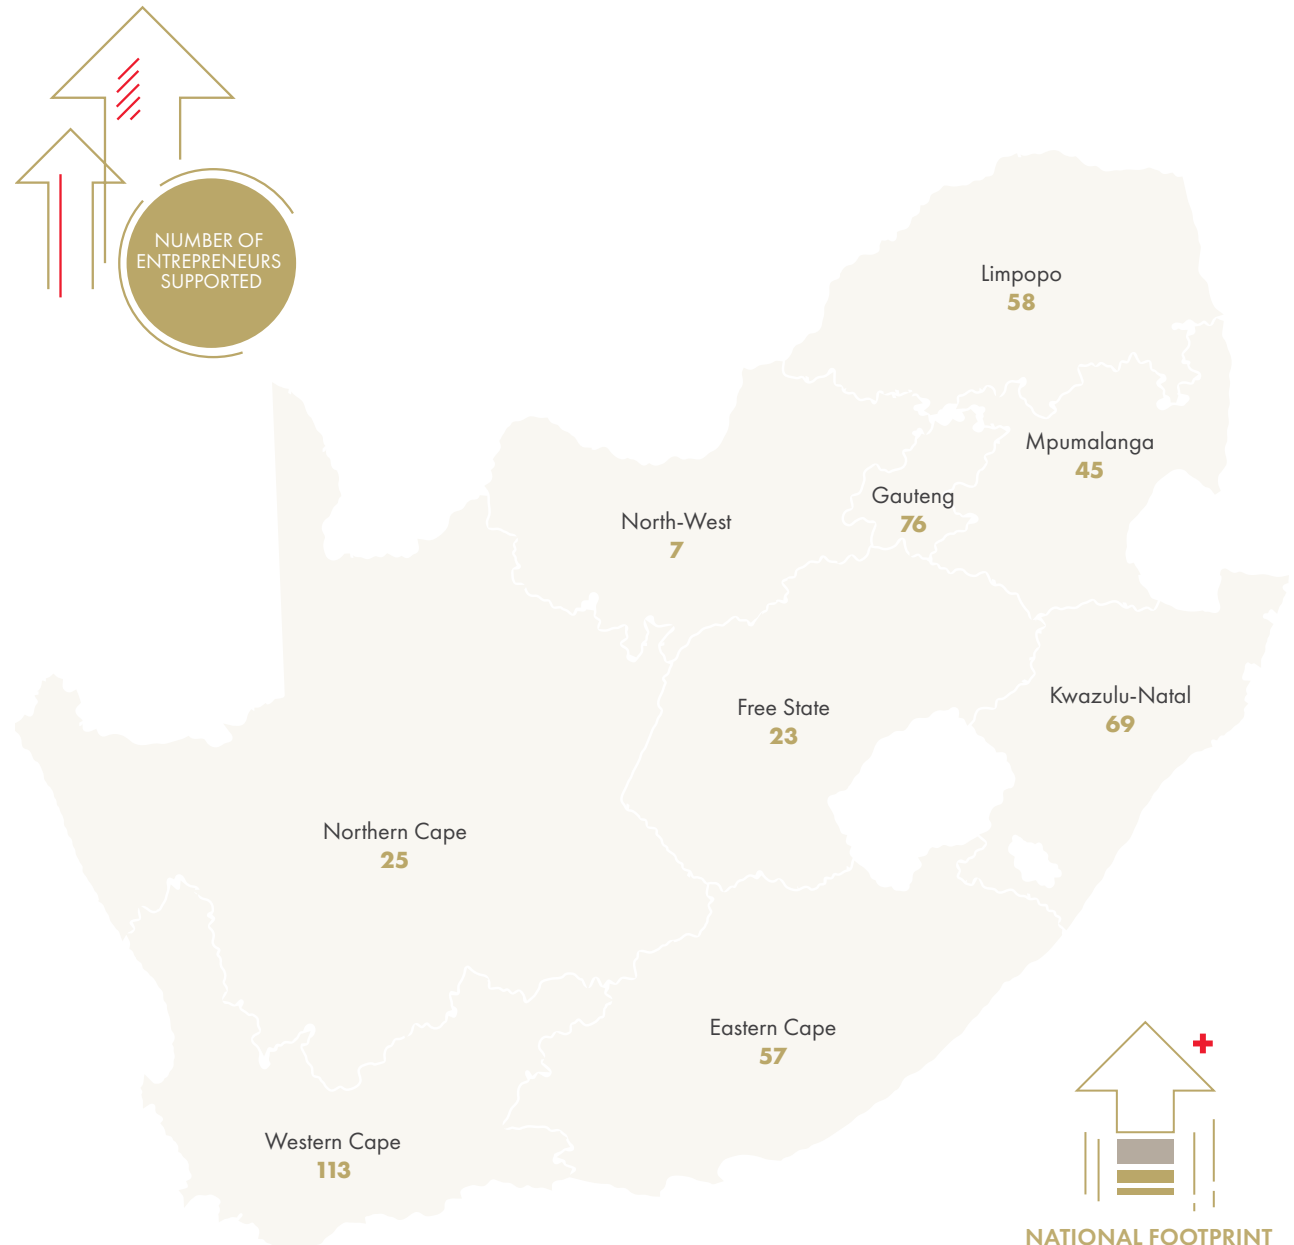 NUMBER OF
ENTREPRENEURS
SUPPORTED
Limpopo
58
Mpumalanga
45
Gauteng
76
North-West
7
Free State
23
Kwazulu-Natal
69
Northern Cape
25
Eastern Cape
57
Western Cape
113
NATIONAL FOOTPRINT